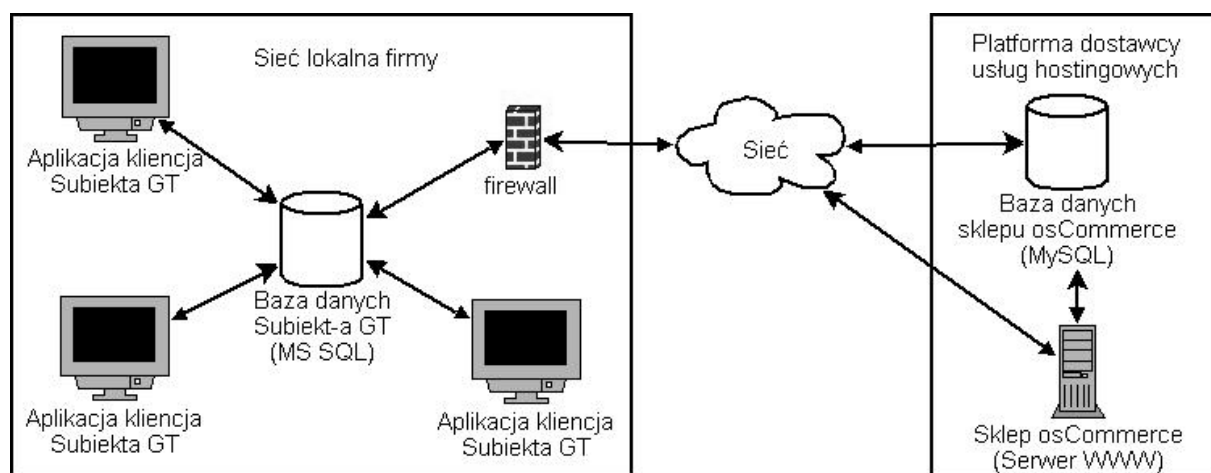 Sieć lokalna firmy
Aplikacja kliencja
Subiekta GT
firewall
Baza danych
Subiekt-a GT
(MS SQL)
Aplikacja kliencja
Subiekta GT
Aplikacja kliencja
Subiekta GT
Sieć
Platforma dostawcy
usług hostingowych
Baza danych
sklepu osCommerce
(MySQL)
Sklep osCommerce
(Serwer WWW)